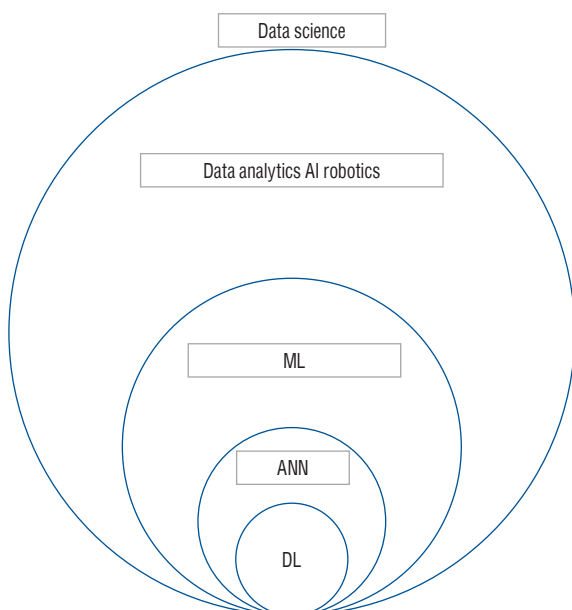 Data science
Data analytics AI robotics
ML
ANN
DL